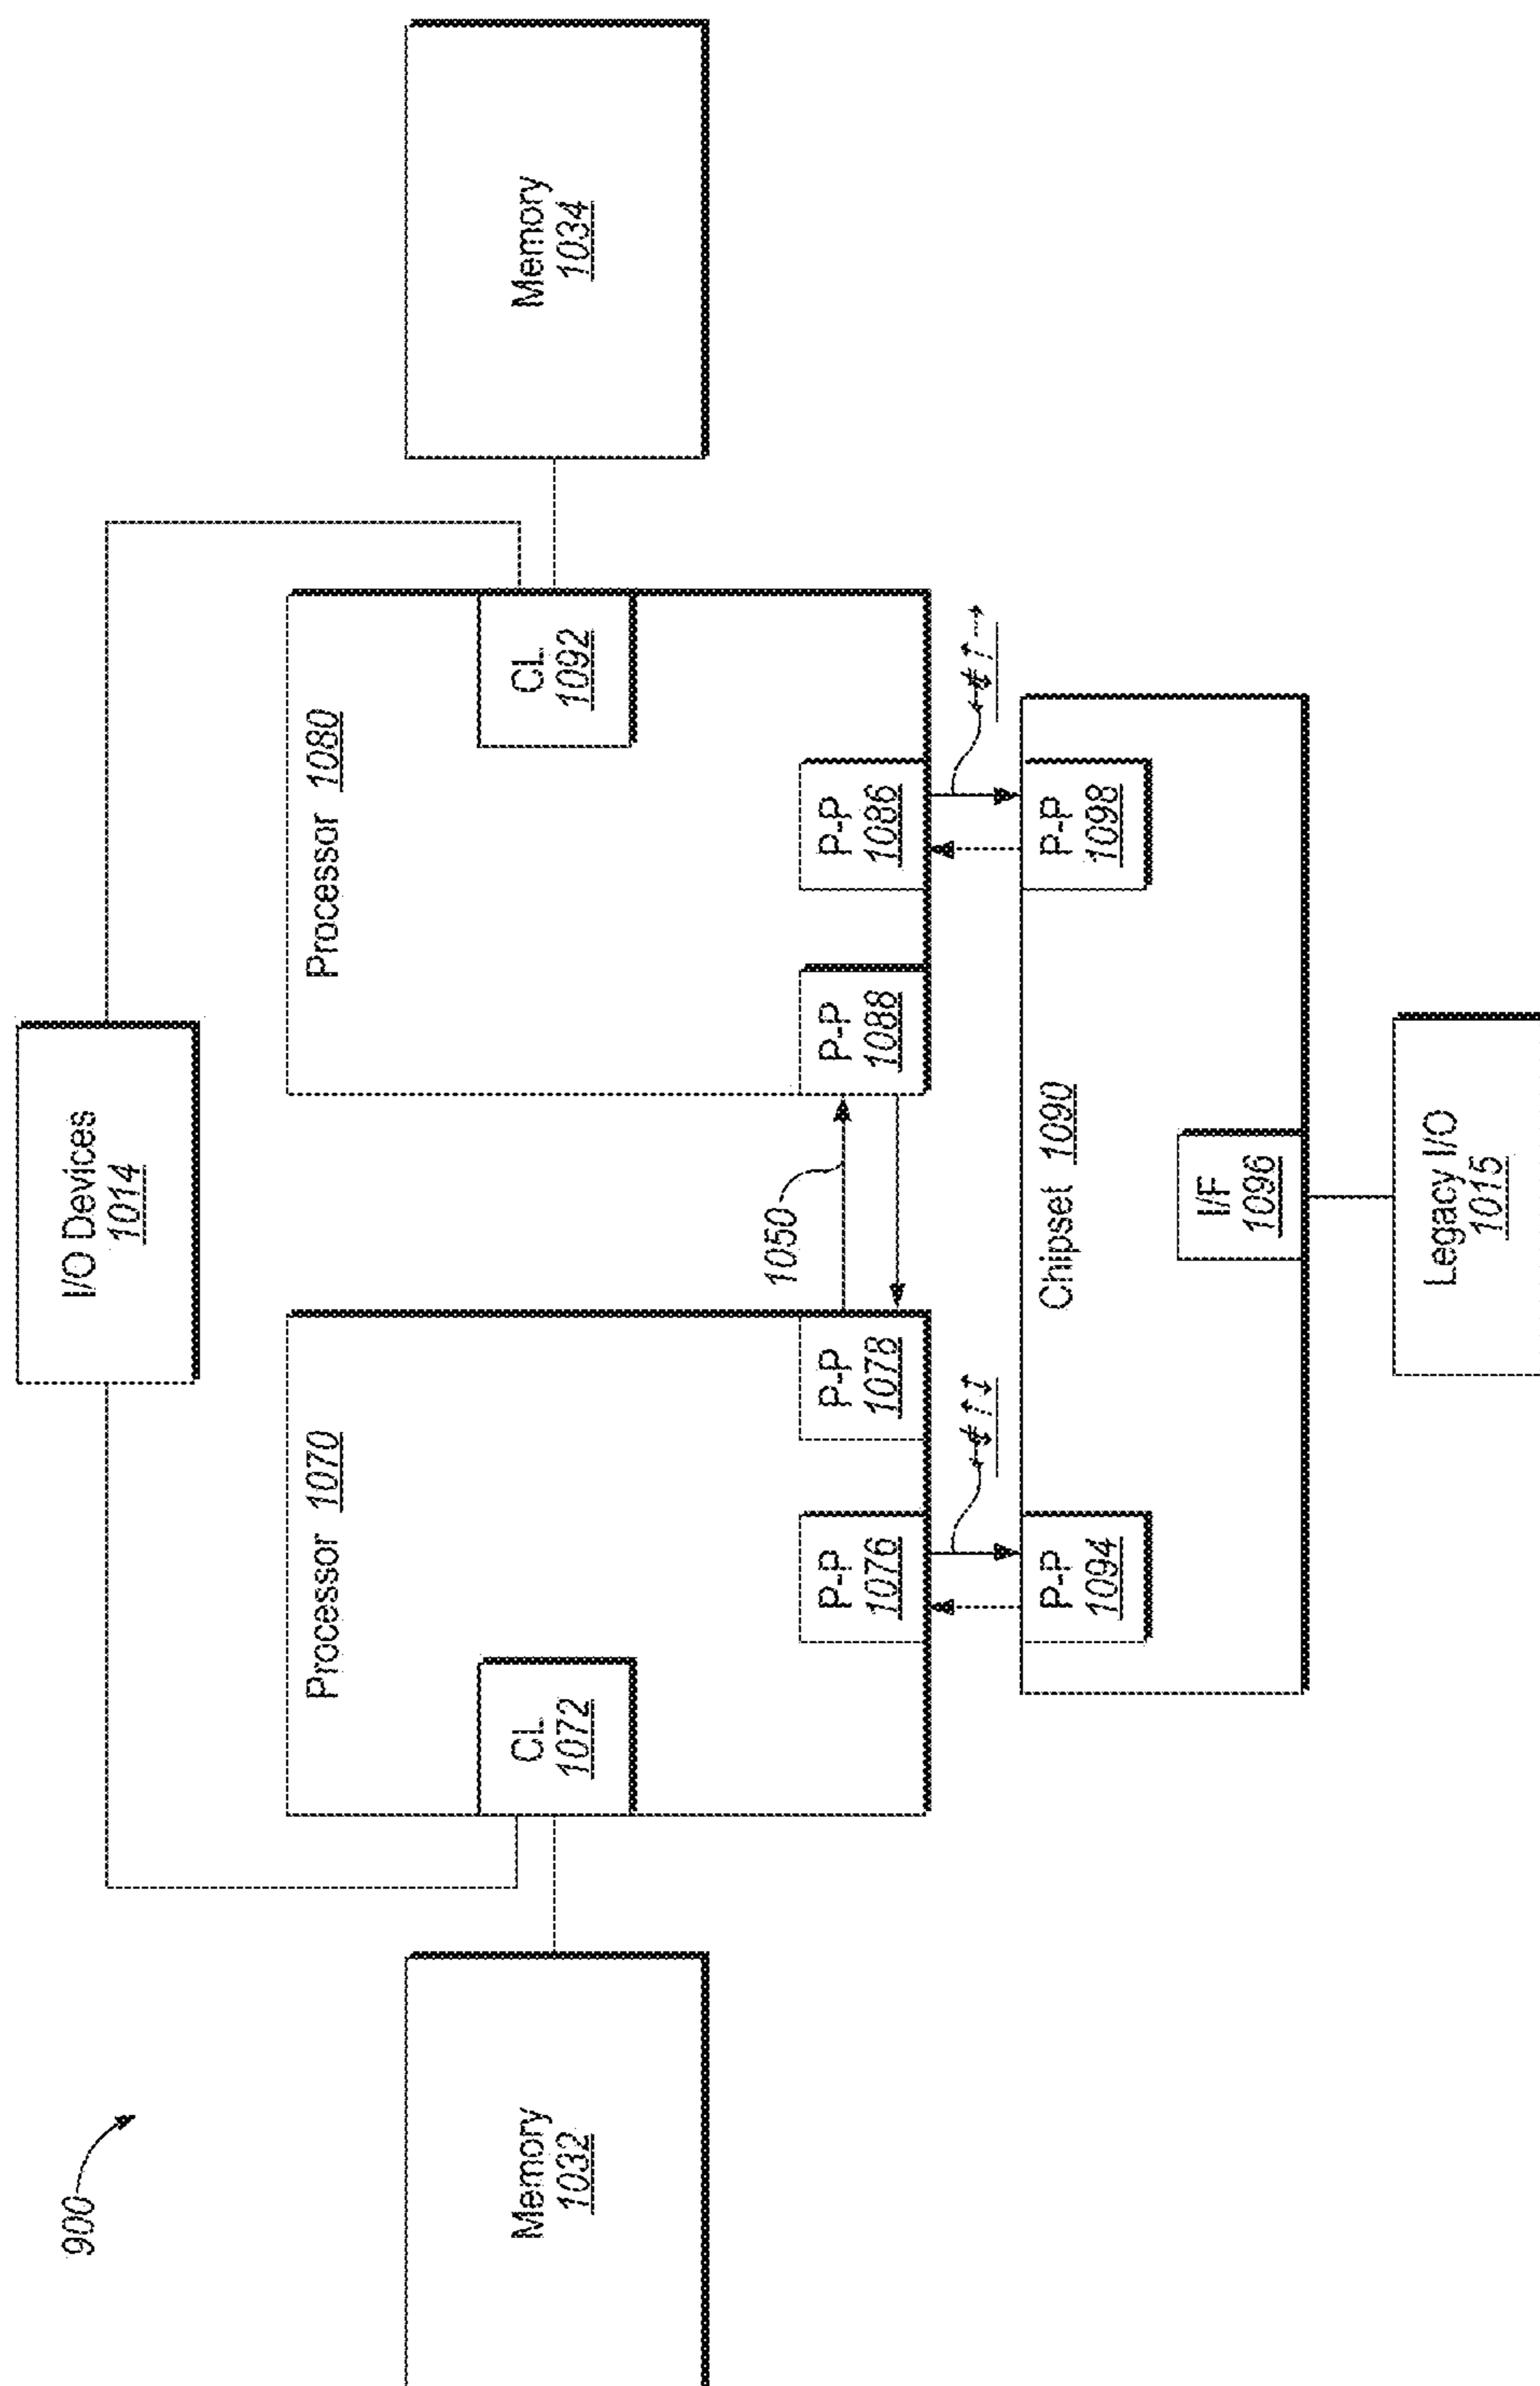 900
I/O Devices
1014
Memory
1032
CL
1072
Processor 1070
Processor 1080
CL
1092
Memory
1034
1050
P-P
1076
P-P
1078
P-P
1088
P-P
1086
P-P
1094
Chipset 1090
P-P
1098
I/F
1096
Legacy I/O
1015